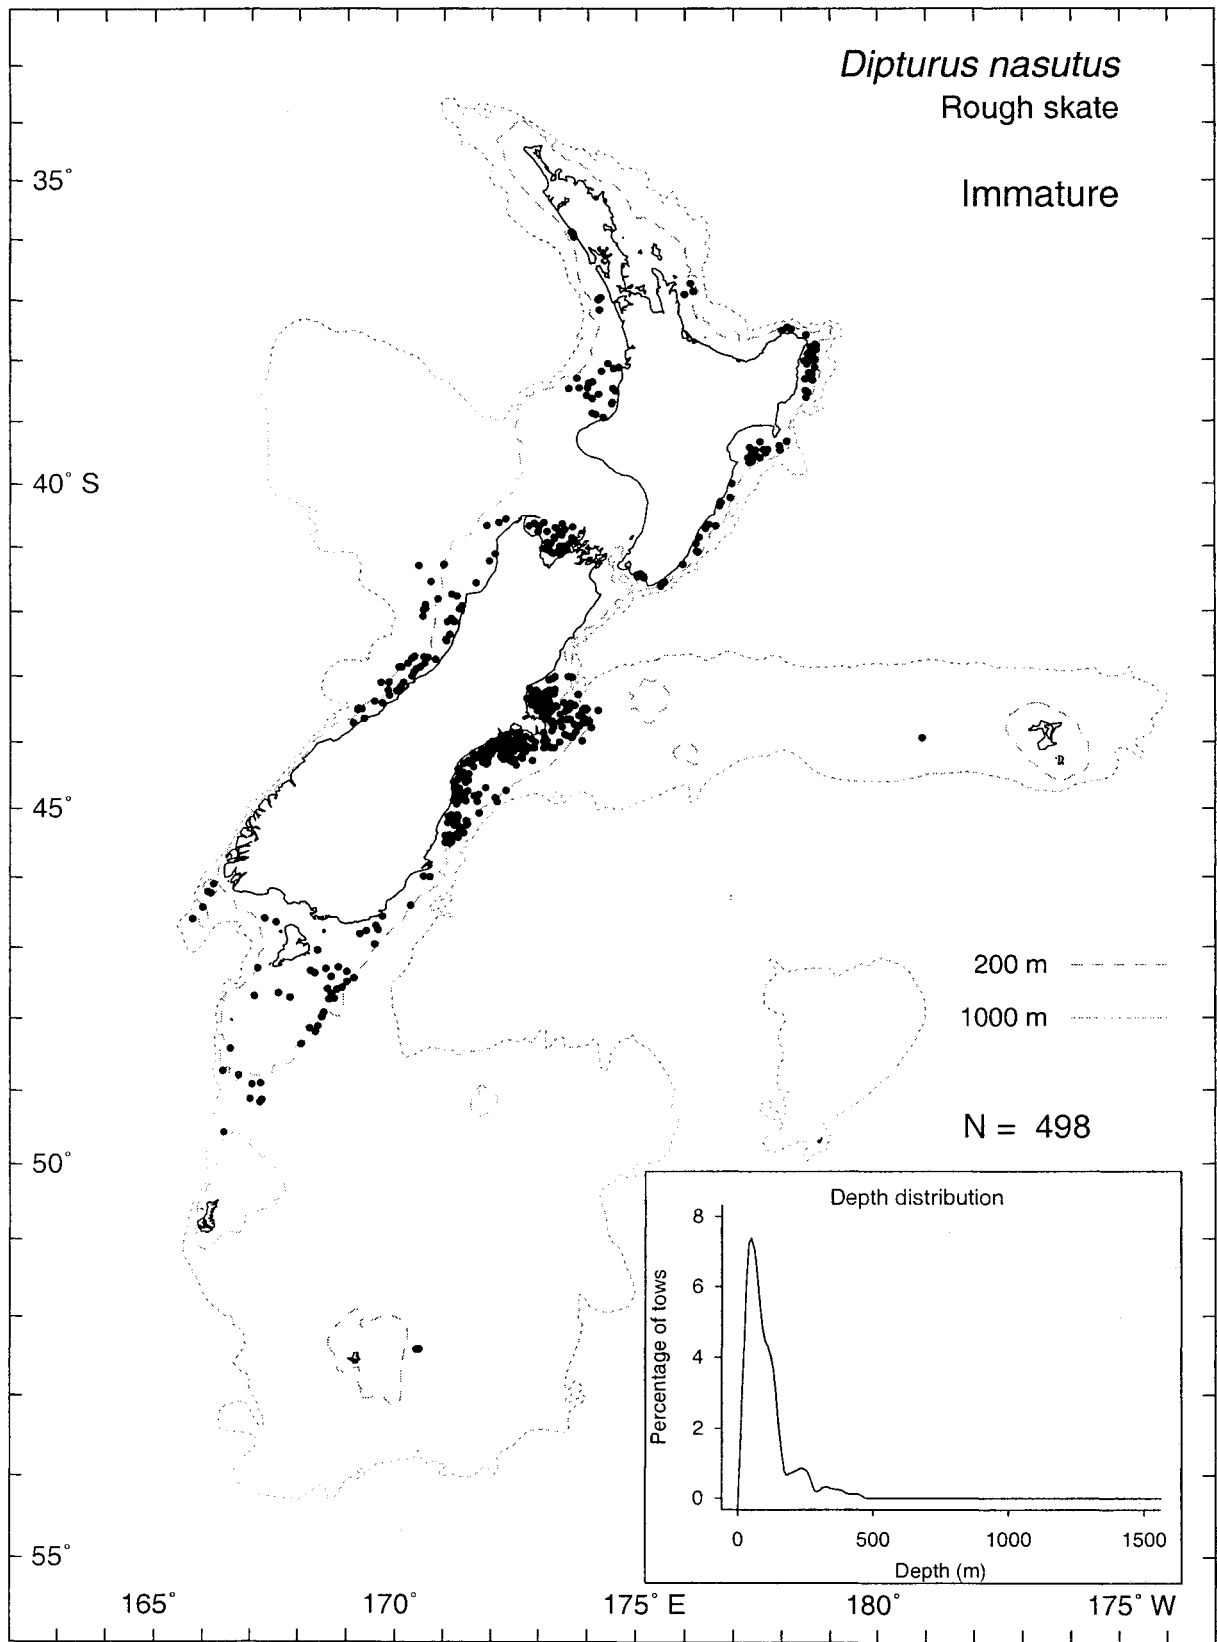 Dipturus nasutus
Rough skate
Immature
35°
40° S
45°
200 m
1000 m
N = 498
50°
Depth distribution
8
6
4
2
0
Percentage of tows
0 500 1000 1500
Depth (m)
55°
165° 170° 175° E 180° 175° W